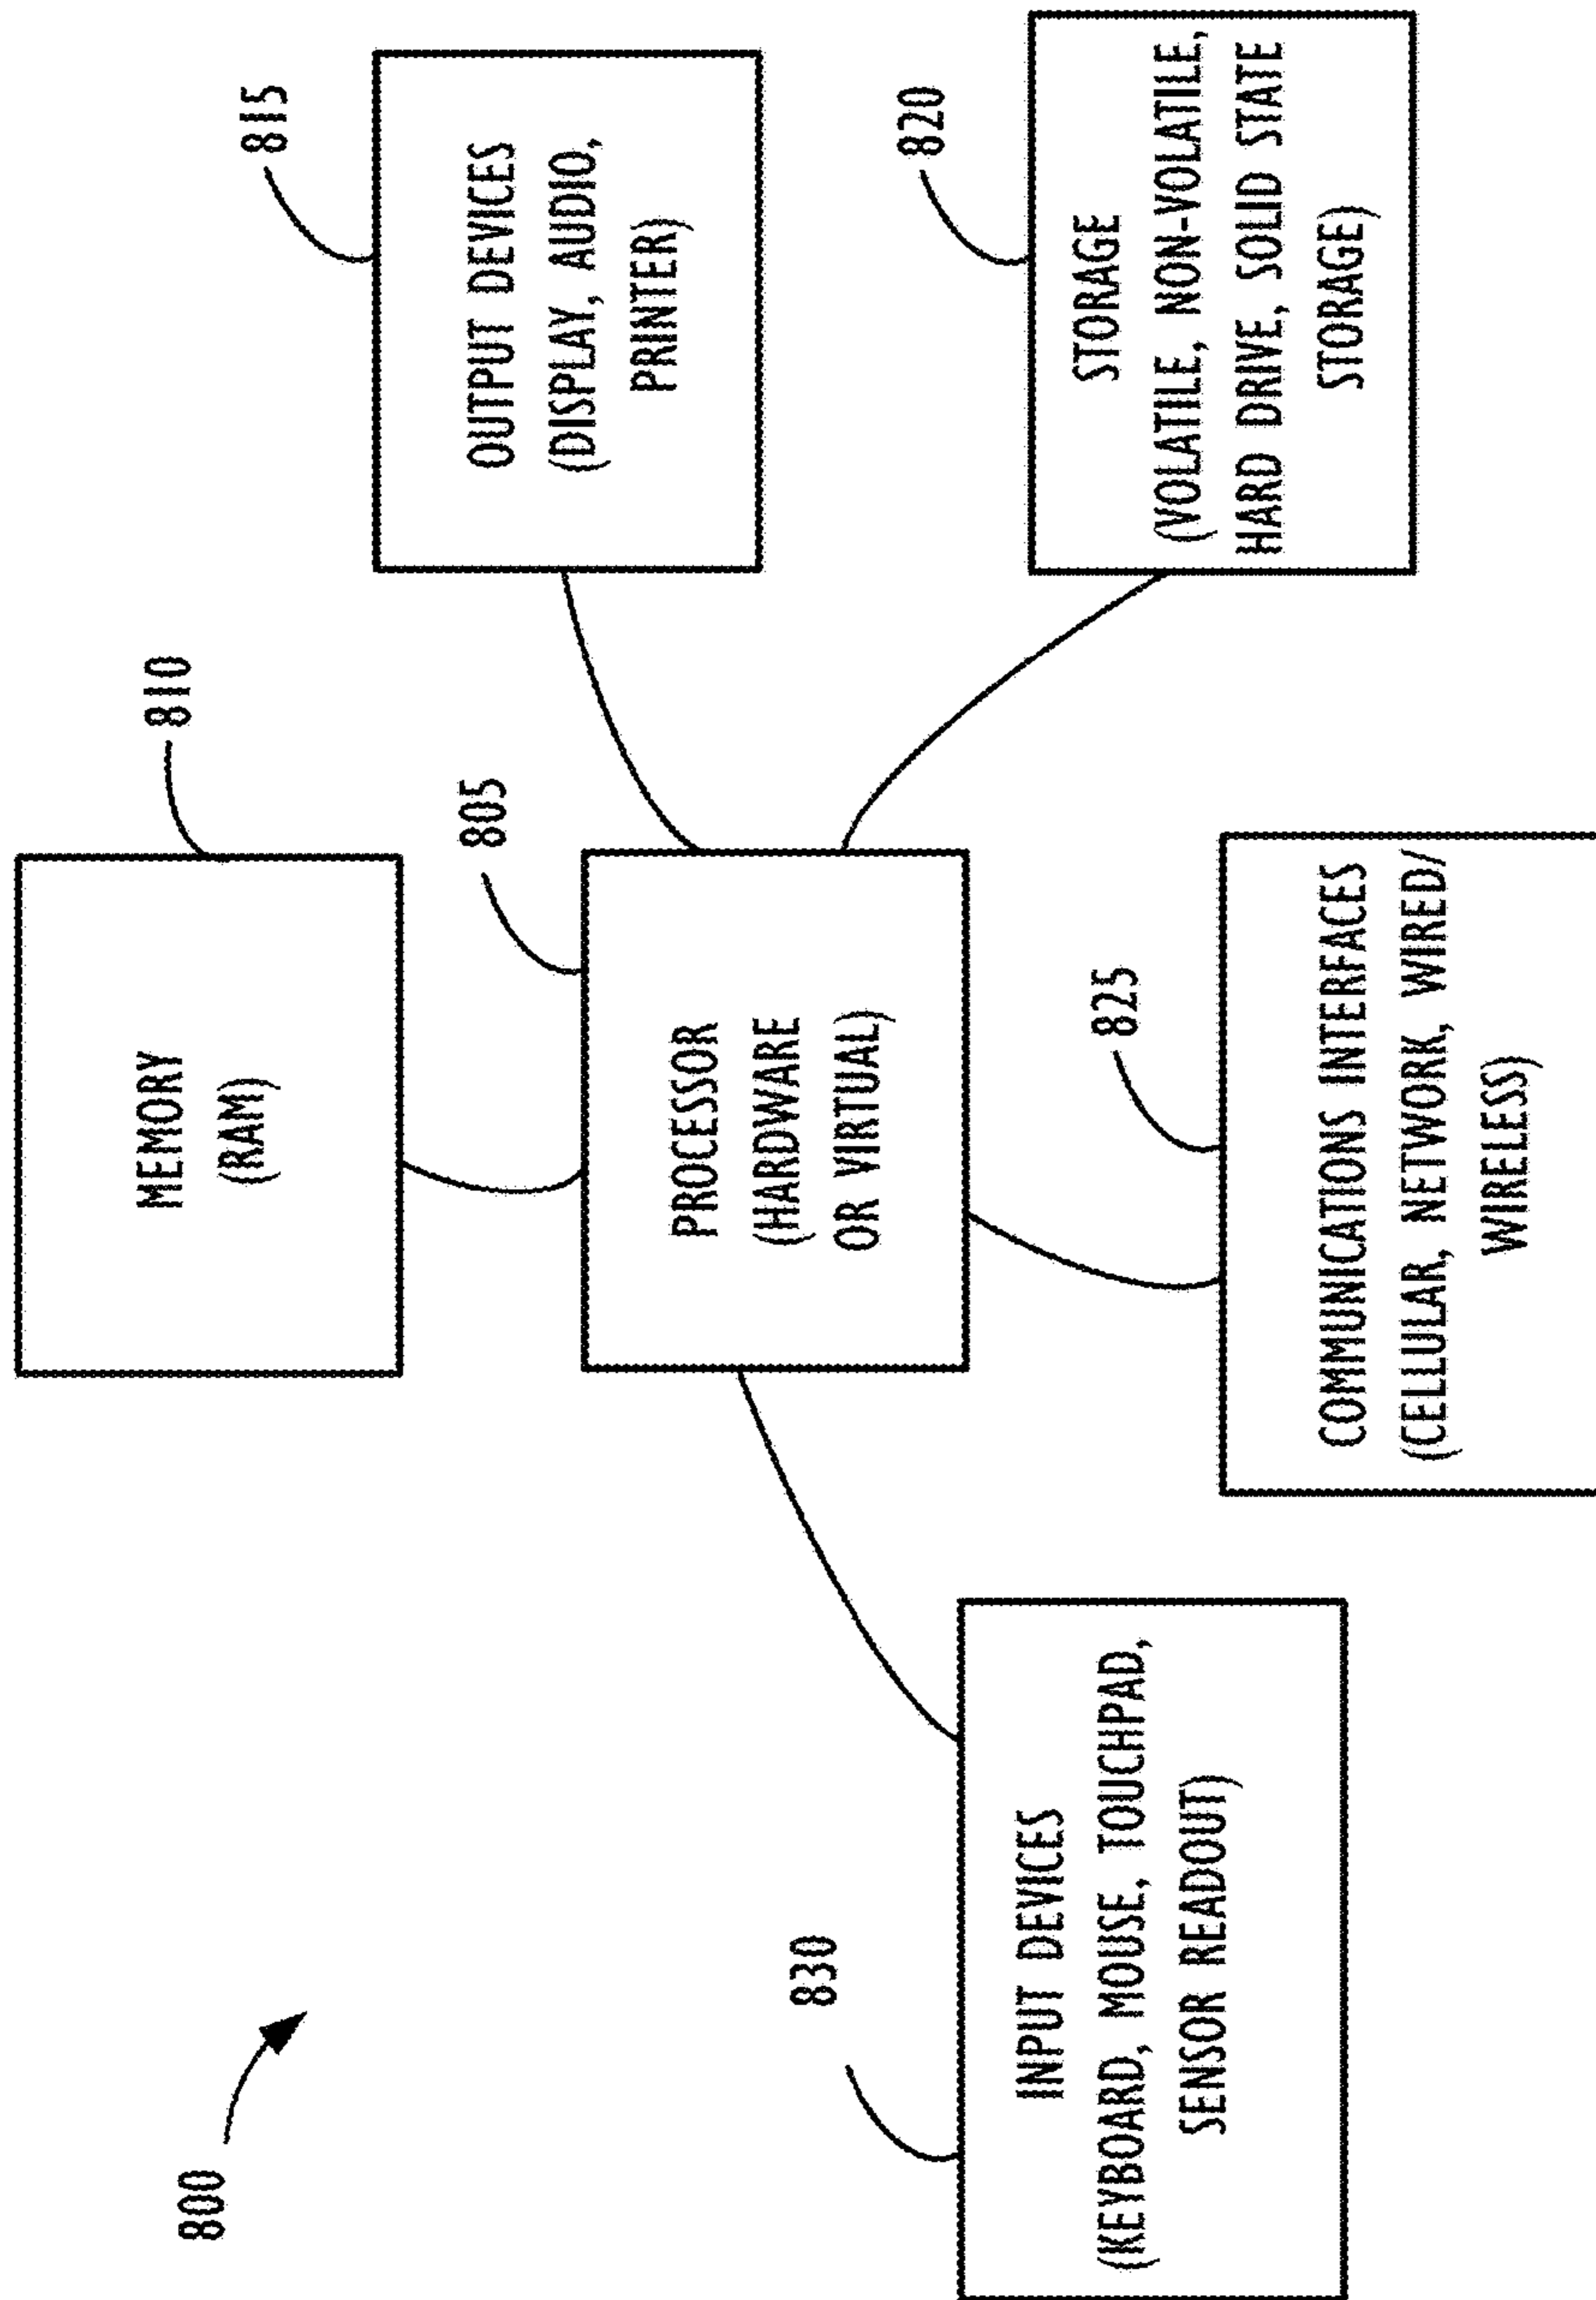 800
810
MEMORY
(RAM)
815
OUTPUT DEVICES
(DISPLAY, AUDIO,
PRINTER)
805
PROCESSOR
(HARDWARE
OR VIRTUAL)
830
INPUT DEVICES
(KEYBOARD, MOUSE, TOUCHPAD,
SENSOR READOUT)
825
COMMUNICATIONS INTERFACES
(CELLULAR, NETWORK, WIRED/
WIRELESS)
820
STORAGE
(VOLATILE, NON-VOLATILE,
HARD DRIVE, SOLID STATE
STORAGE)